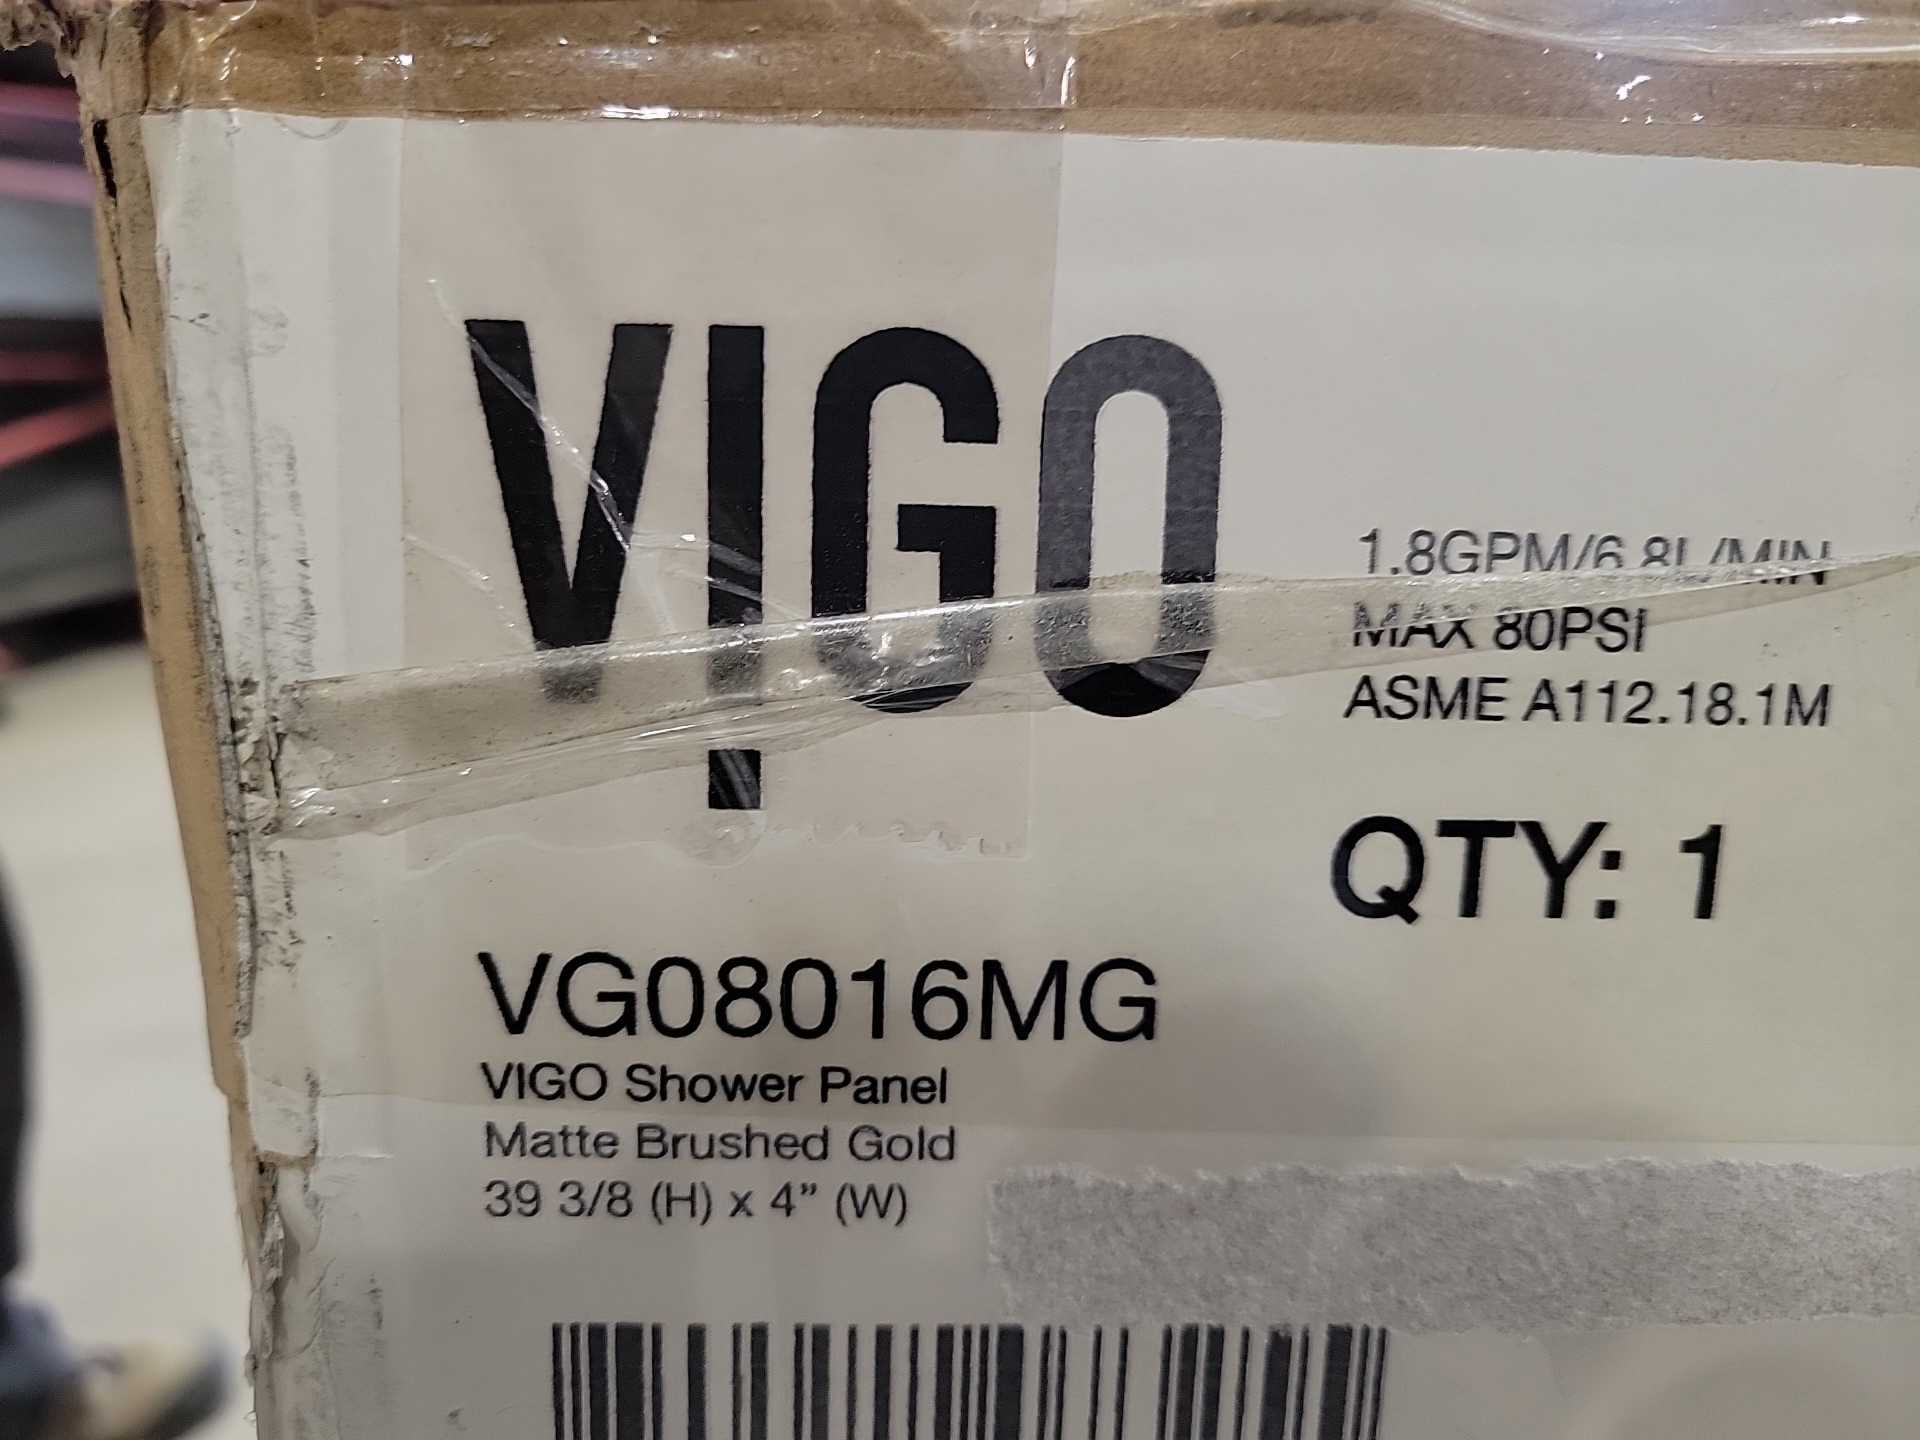 VIGO
1.8GPM/6.8L/MIN
MAX 80PSI
ASME A112.18.1M
QTY: 1
VG08016MG
VIGO Shower Panel
Matte Brushed Gold
39 3/8 (H) x 4” (W)